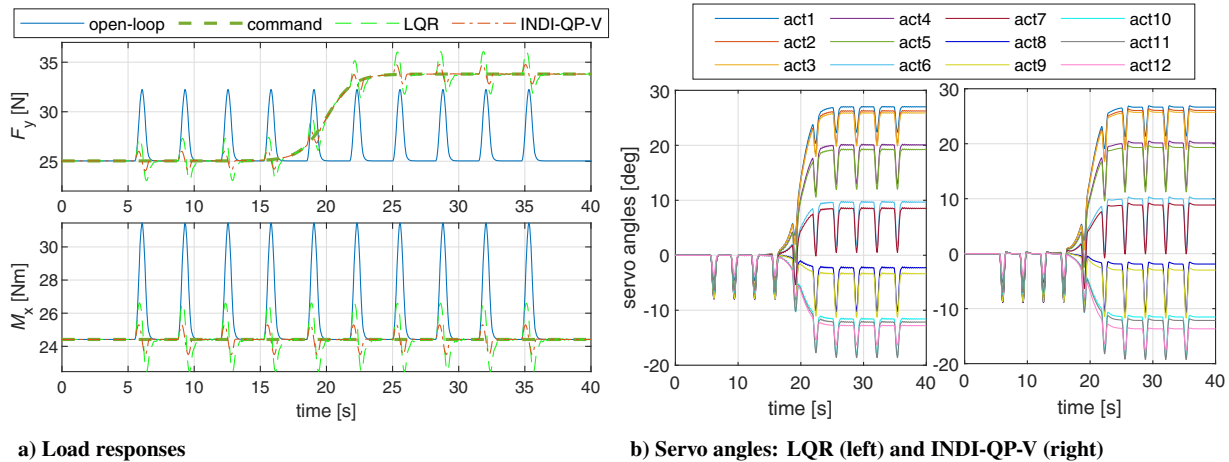 open-loop command LQR INDI-QP-V
F_y [N]
35
30
25
0 5 10 15 20 25 30 35 40
M_x [Nm]
30
28
26
24
0 5 10 15 20 25 30 35 40
time [s]
a) Load responses
act1 act4 act7 act10
act2 act5 act8 act11
act3 act6 act9 act12
servo angles [deg]
30
20
10
0
-10
-20
0 10 20 30 40
time [s]
30
20
10
0
-10
-20
0 10 20 30 40
time [s]
b) Servo angles: LQR (left) and INDI-QP-V (right)